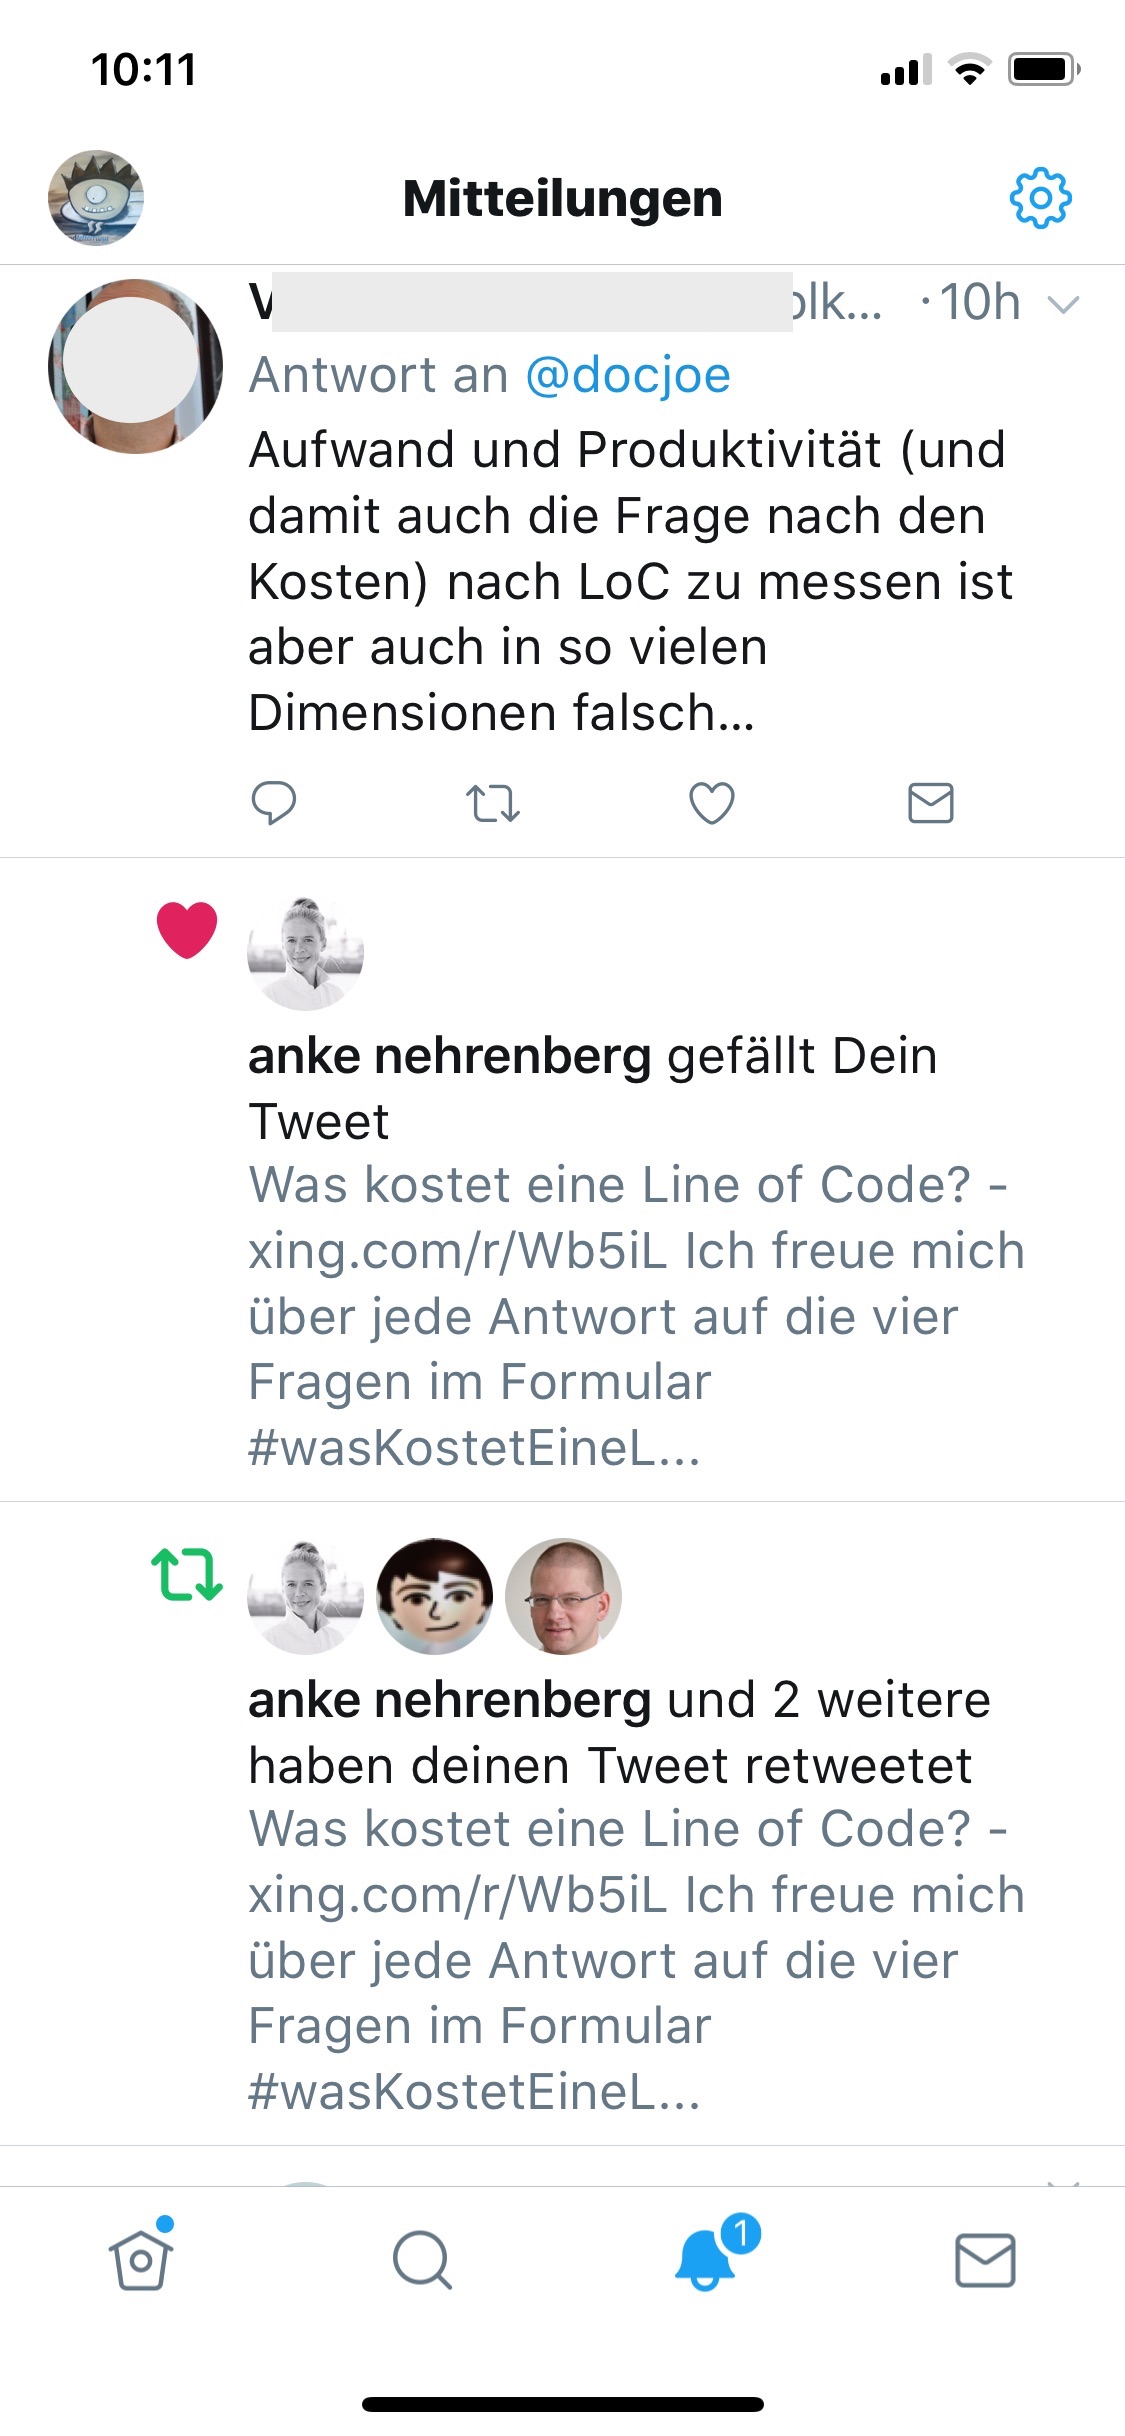 10:11
Mitteilungen
V olk... · 10h
Antwort an @docjoe
Aufwand und Produktivität (und
damit auch die Frage nach den
Kosten) nach LoC zu messen ist
aber auch in so vielen
Dimensionen falsch...
anke nehrenberg gefällt Dein
Tweet
Was kostet eine Line of Code? -
xing.com/r/Wb5iL Ich freue mich
über jede Antwort auf die vier
Fragen im Formular
#wasKostetEineL...
anke nehrenberg und 2 weitere
haben deinen Tweet retweetet
Was kostet eine Line of Code? -
xing.com/r/Wb5iL Ich freue mich
über jede Antwort auf die vier
Fragen im Formular
#wasKostetEineL...
1